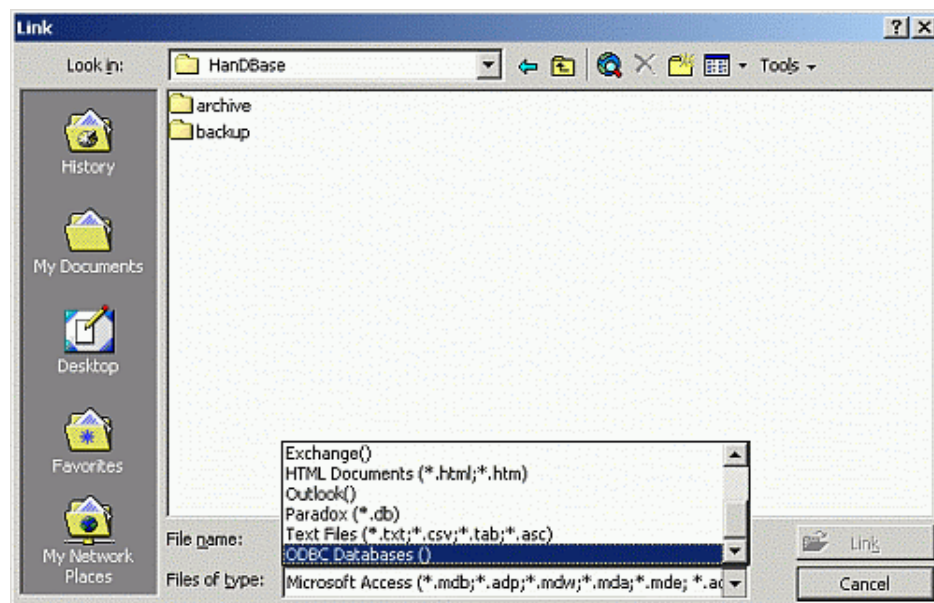 Link
Look in:
HanDBase
Tools
archive
backup
History
My Documents
Desktop
Favorites
My Network
Places
Exchange()
HTML Documents (*.html;*.htm)
Outlook()
Paradox (*.db)
Text Files (*.txt;*.csv;*.tab;*.asc)
ODBC Databases ()
File name:
Link
Files of type:
Microsoft Access (*.mdb;*.adp;*.mdw;*.mda;*.mde;
Cancel